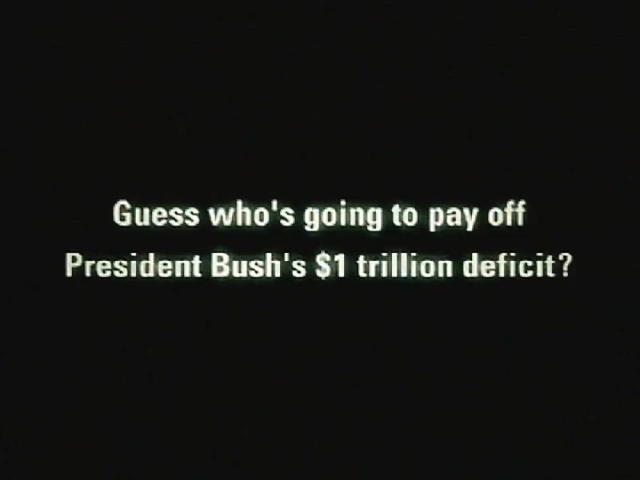 Guess who's going to pay off
President Bush's $1 trillion deficit?